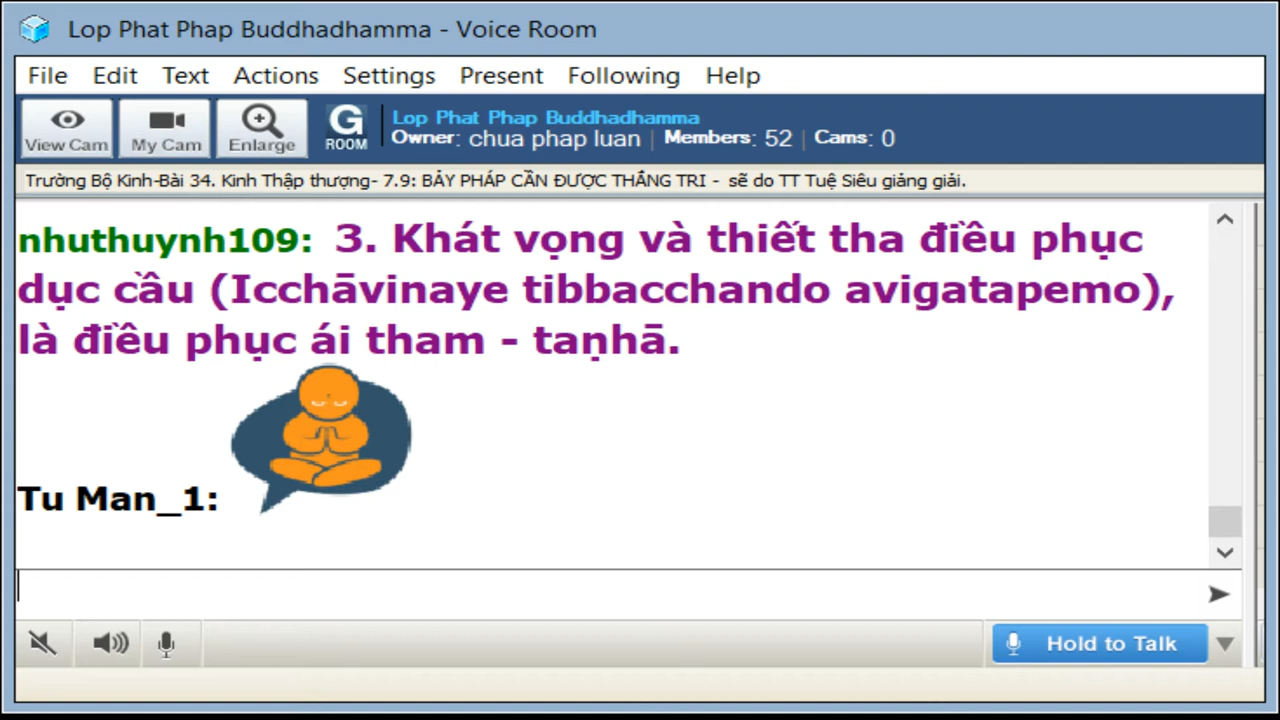 Lop Phat Phap Buddhadhamma - Voice Room
File Edit Text Actions Settings Present Following Help
View Cam My Cam Enlarge G ROOM
Lop Phat Phap Buddhadhamma
Owner: chua phap luan | Members: 52 | Cams: 0
Trường Bộ Kinh-Bài 34. Kinh Thập thượng- 7.9: BẢY PHÁP CẦN ĐƯỢC THẮNG TRI - sẽ do TT Tuệ Siêu giảng giải.
nhuthuynh109: 3. Khát vọng và thiết tha điều phục
dục cầu (Icchāvinaye tibbacchando avigatapemo),
là điều phục ái tham - taṇhā.
Tu Man_1:
Hold to Talk